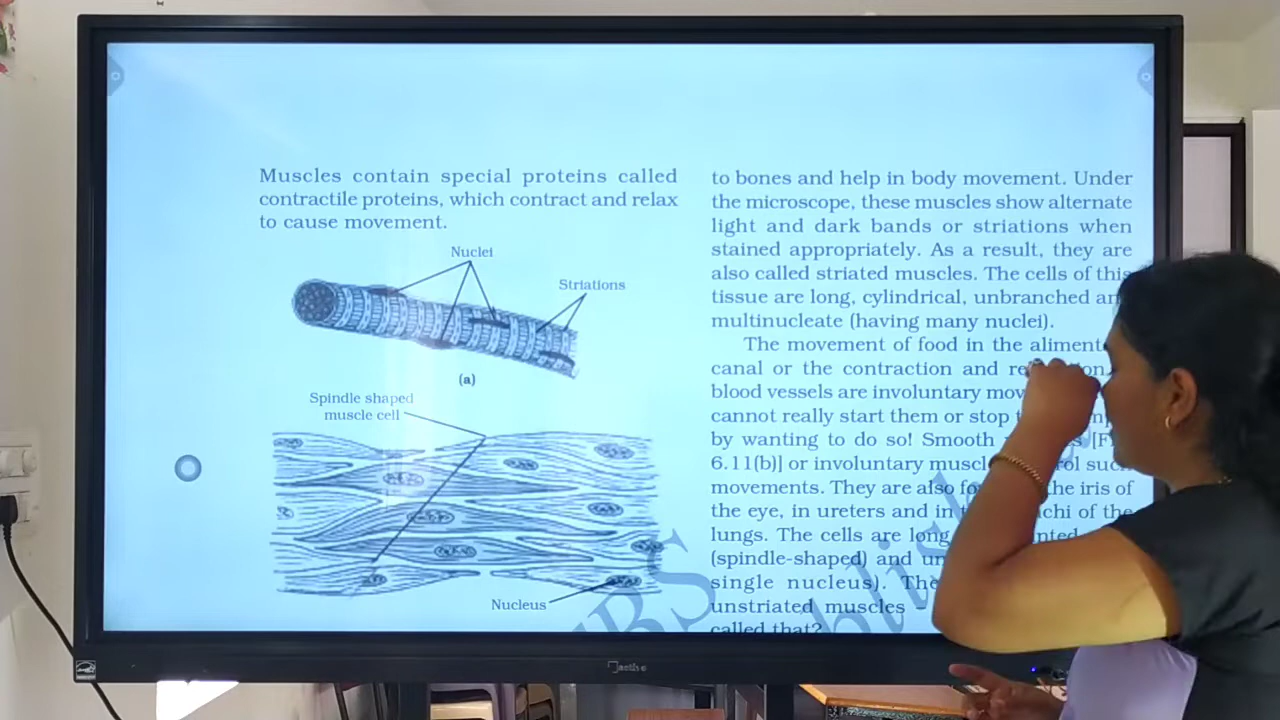 Muscles contain special proteins called
contractile proteins, which contract and relax
to cause movement.
Nuclei
Striations
(a)
Spindle shaped
muscle cell
Nucleus
to bones and help in body movement. Under
the microscope, these muscles show alternate
light and dark bands or striations when
stained appropriately. As a result, they are
also called striated muscles. The cells of this
tissue are long, cylindrical, unbranched
multinucleate (having many nuclei).
The movement of food in the
canal or the contraction and
blood vessels are involuntary
cannot really start them or stop
by wanting to do so! Smooth
6.11(b)] or involuntary such
movements. They are also the iris of
the eye, in ureters and in of the
lungs. The cells are long
(spindle-shaped) and
single nucleus).
unstriated muscles –
called that?